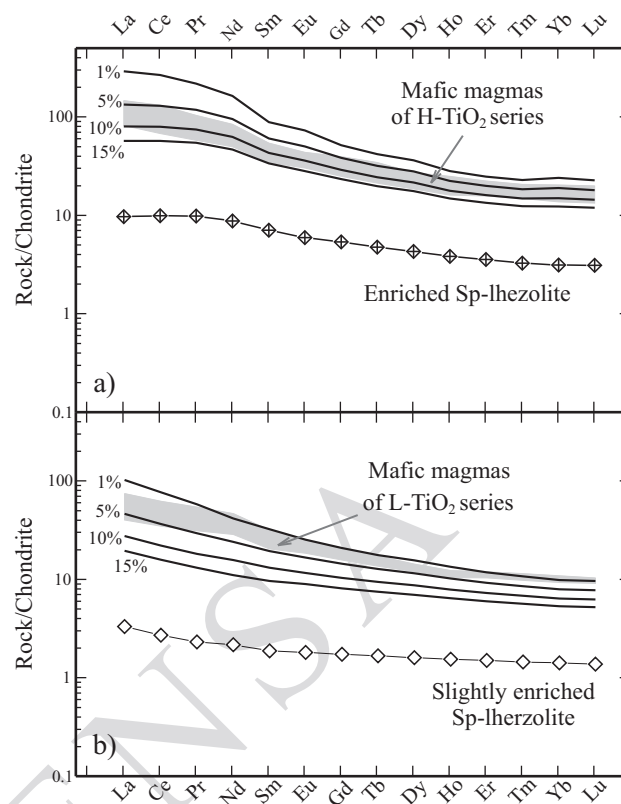 La Ce Pr Nd Sm Eu Gd Tb Dy Ho Er Tm Yb Lu
1%
5%
10%
15%
100
10
1
0.1
Rock/Chondrite
Mafic magmas
of H-TiO2 series
Enriched Sp-lhezolite
a)
1%
5%
10%
15%
100
10
1
0.1
Rock/Chondrite
Mafic magmas
of L-TiO2 series
Slightly enriched
Sp-lherzolite
b)
La Ce Pr Nd Sm Eu Gd Tb Dy Ho Er Tm Yb Lu
ENSA